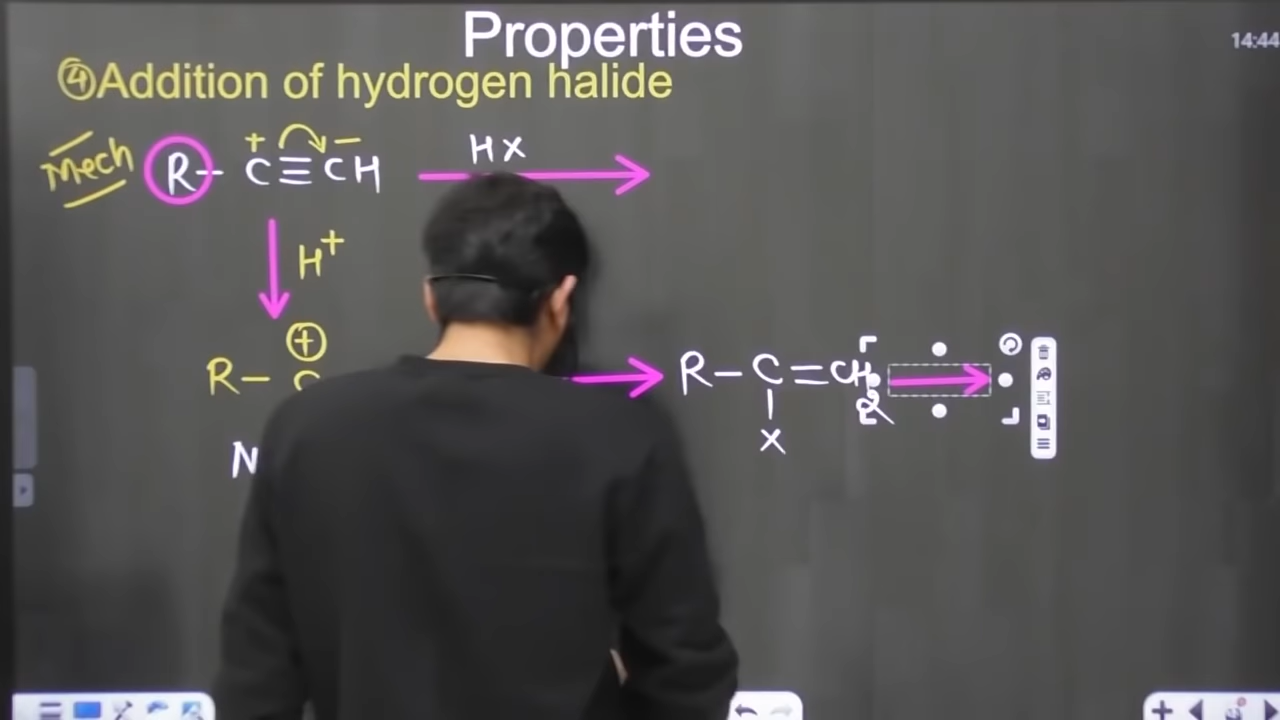 Properties
14:44
④Addition of hydrogen halide
Mech R- C≡CH HX
+ -
H+
+
R- C R-C=CH2
X
N